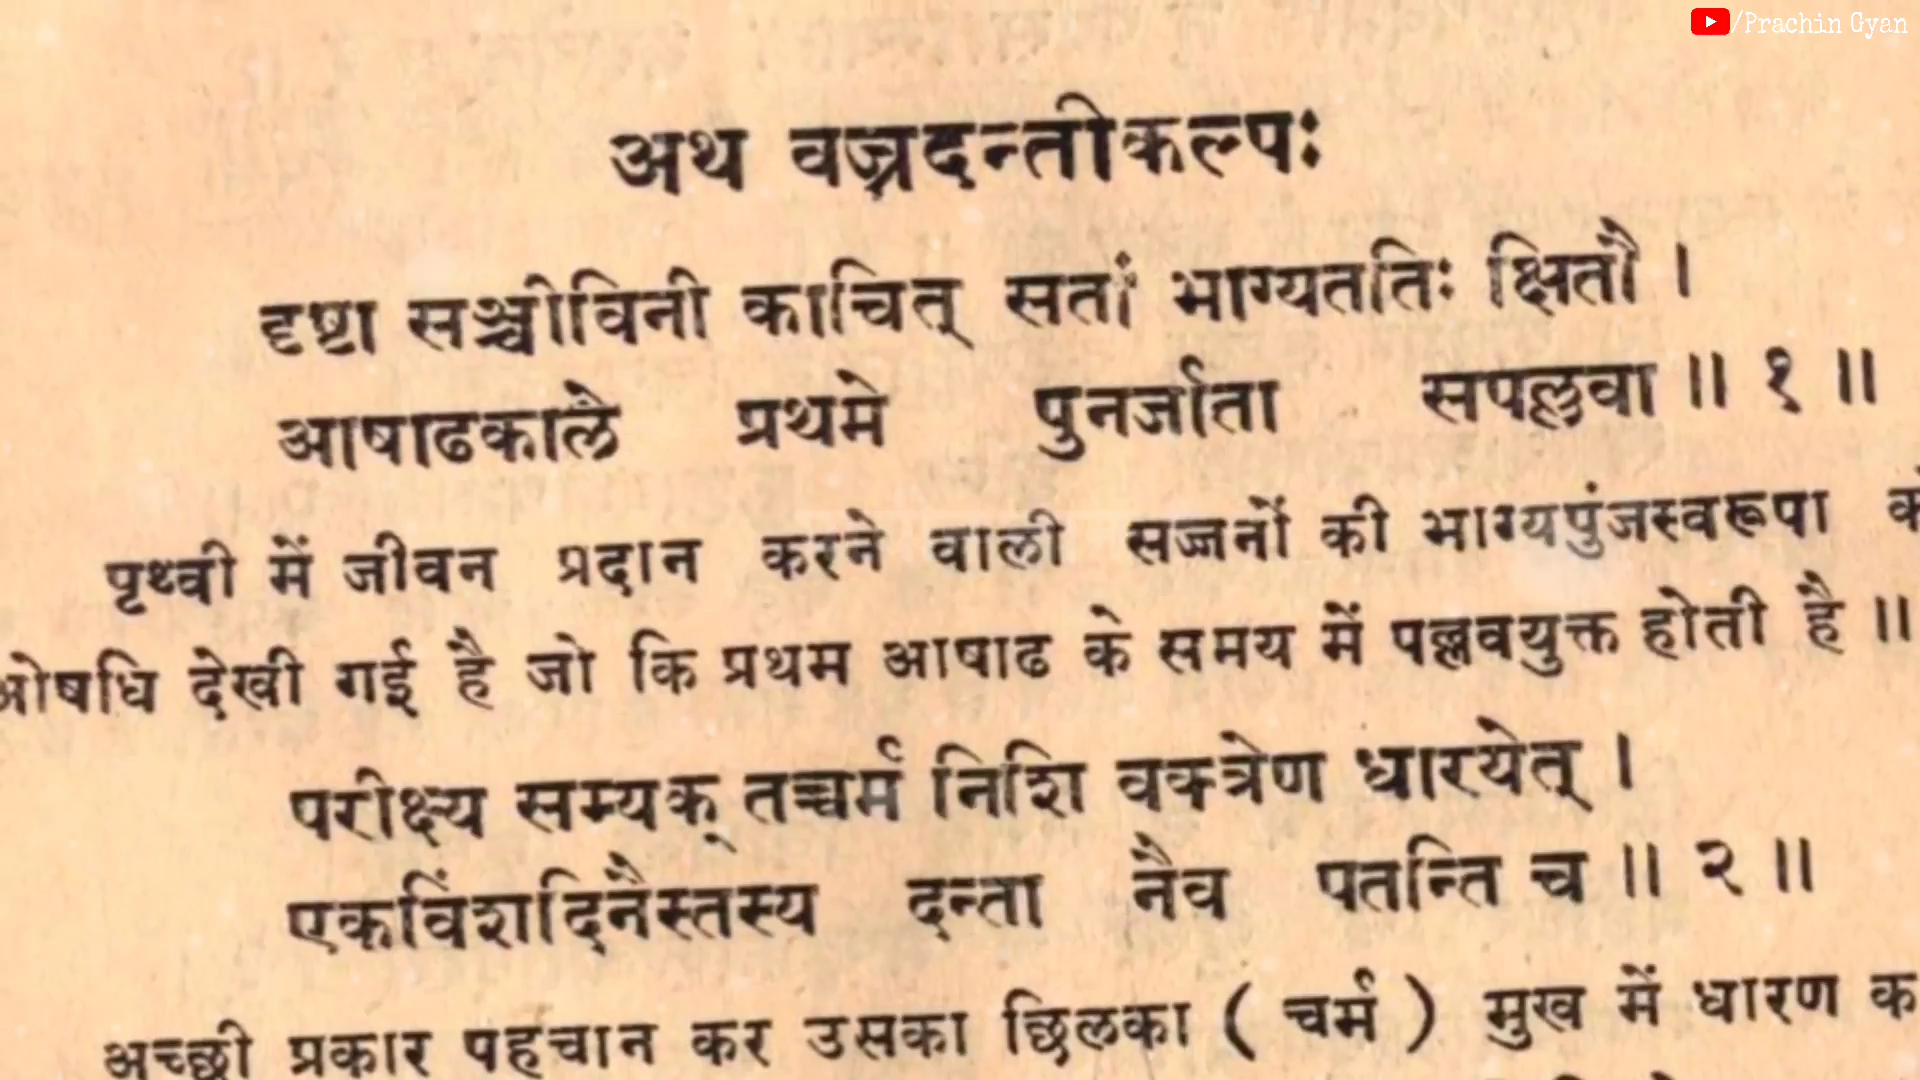 /Prachin Gyan
अथ वज्रदन्तीकल्पः
दृष्टा सञ्जीविनी काचित् सतां भाग्यततिः क्षितौ ।
आषाढकाले प्रथमे पुनर्जाता सपल्लवा ॥ १ ॥
पृथ्वी में जीवन प्रदान करने वाली सज्जनों की भाग्यपुंजस्वरूपा
ओषधि देखी गई है जो कि प्रथम आषाढ के समय में पल्लवयुक्त होती है ॥
परीक्ष्य सम्यक् तच्चर्म निशि वक्त्रेण धारयेत् ।
एकविंशद्दिनैस्तस्य दन्ता नैव पतन्ति च ॥ २ ॥
अच्छी प्रकार पहचान कर उसका छिलका ( चर्म ) मुख में धारण क